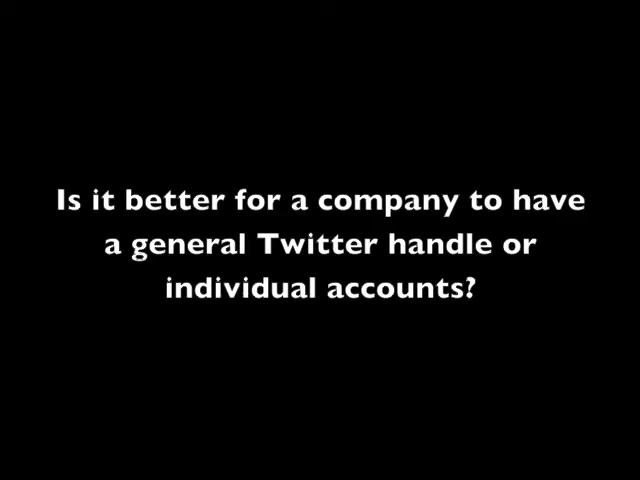 Is it better for a company to have
a general Twitter handle or
individual accounts?